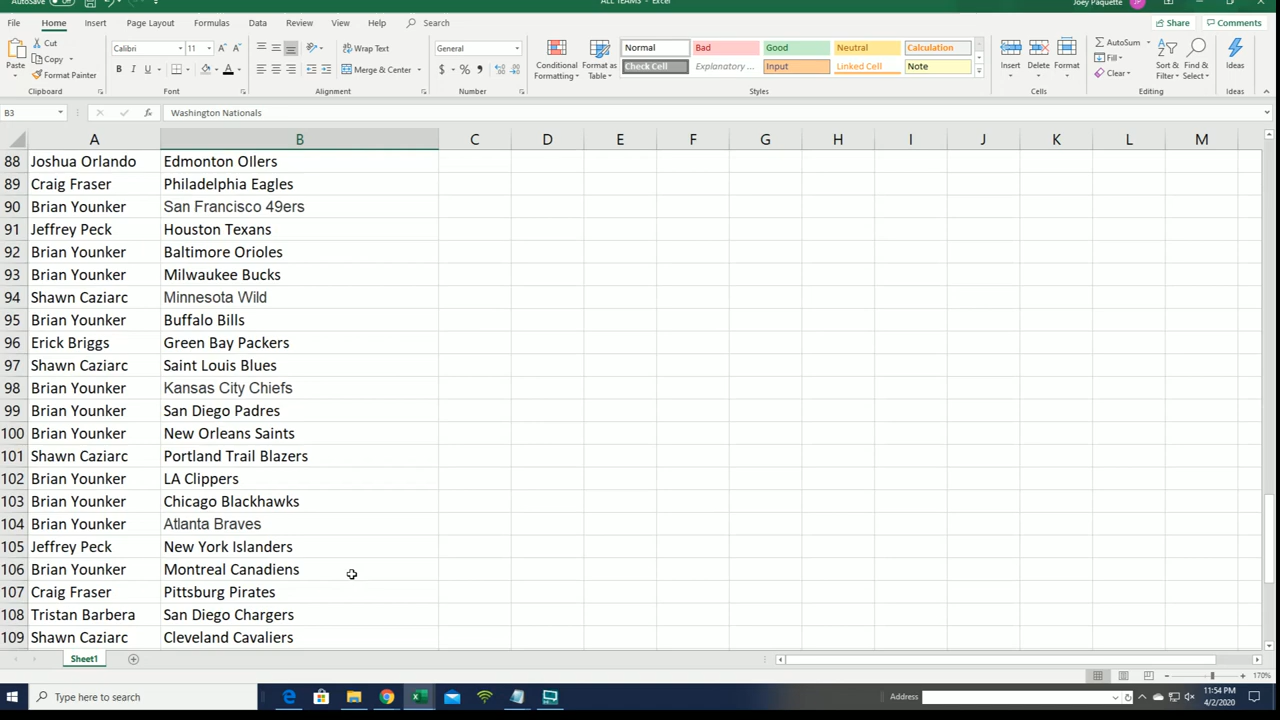 AutoSave Off ALL TEAMS - Excel Joey Paquette JP
File Home Insert Page Layout Formulas Data Review View Help Search Share Comments
Cut Calibri 11 Wrap Text General Normal Bad Good Neutral Calculation AutoSum
Copy Fill
Format Painter Merge & Center Check Cell Explanatory ... Input Linked Cell Note Clear
Paste Conditional Formatting Format as Table Insert Delete Format Sort & Filter Find & Select Ideas
Clipboard Font Alignment Number Styles Cells Editing Ideas
B3 Washington Nationals
A B C D E F G H I J K L M
88 Joshua Orlando Edmonton OIlers
89 Craig Fraser Philadelphia Eagles
90 Brian Younker San Francisco 49ers
91 Jeffrey Peck Houston Texans
92 Brian Younker Baltimore Orioles
93 Brian Younker Milwaukee Bucks
94 Shawn Caziarc Minnesota Wild
95 Brian Younker Buffalo Bills
96 Erick Briggs Green Bay Packers
97 Shawn Caziarc Saint Louis Blues
98 Brian Younker Kansas City Chiefs
99 Brian Younker San Diego Padres
100 Brian Younker New Orleans Saints
101 Shawn Caziarc Portland Trail Blazers
102 Brian Younker LA Clippers
103 Brian Younker Chicago Blackhawks
104 Brian Younker Atlanta Braves
105 Jeffrey Peck New York Islanders
106 Brian Younker Montreal Canadiens
107 Craig Fraser Pittsburg Pirates
108 Tristan Barbera San Diego Chargers
109 Shawn Caziarc Cleveland Cavaliers
Sheet1
170%
Type here to search Address 11:54 PM
4/2/2020